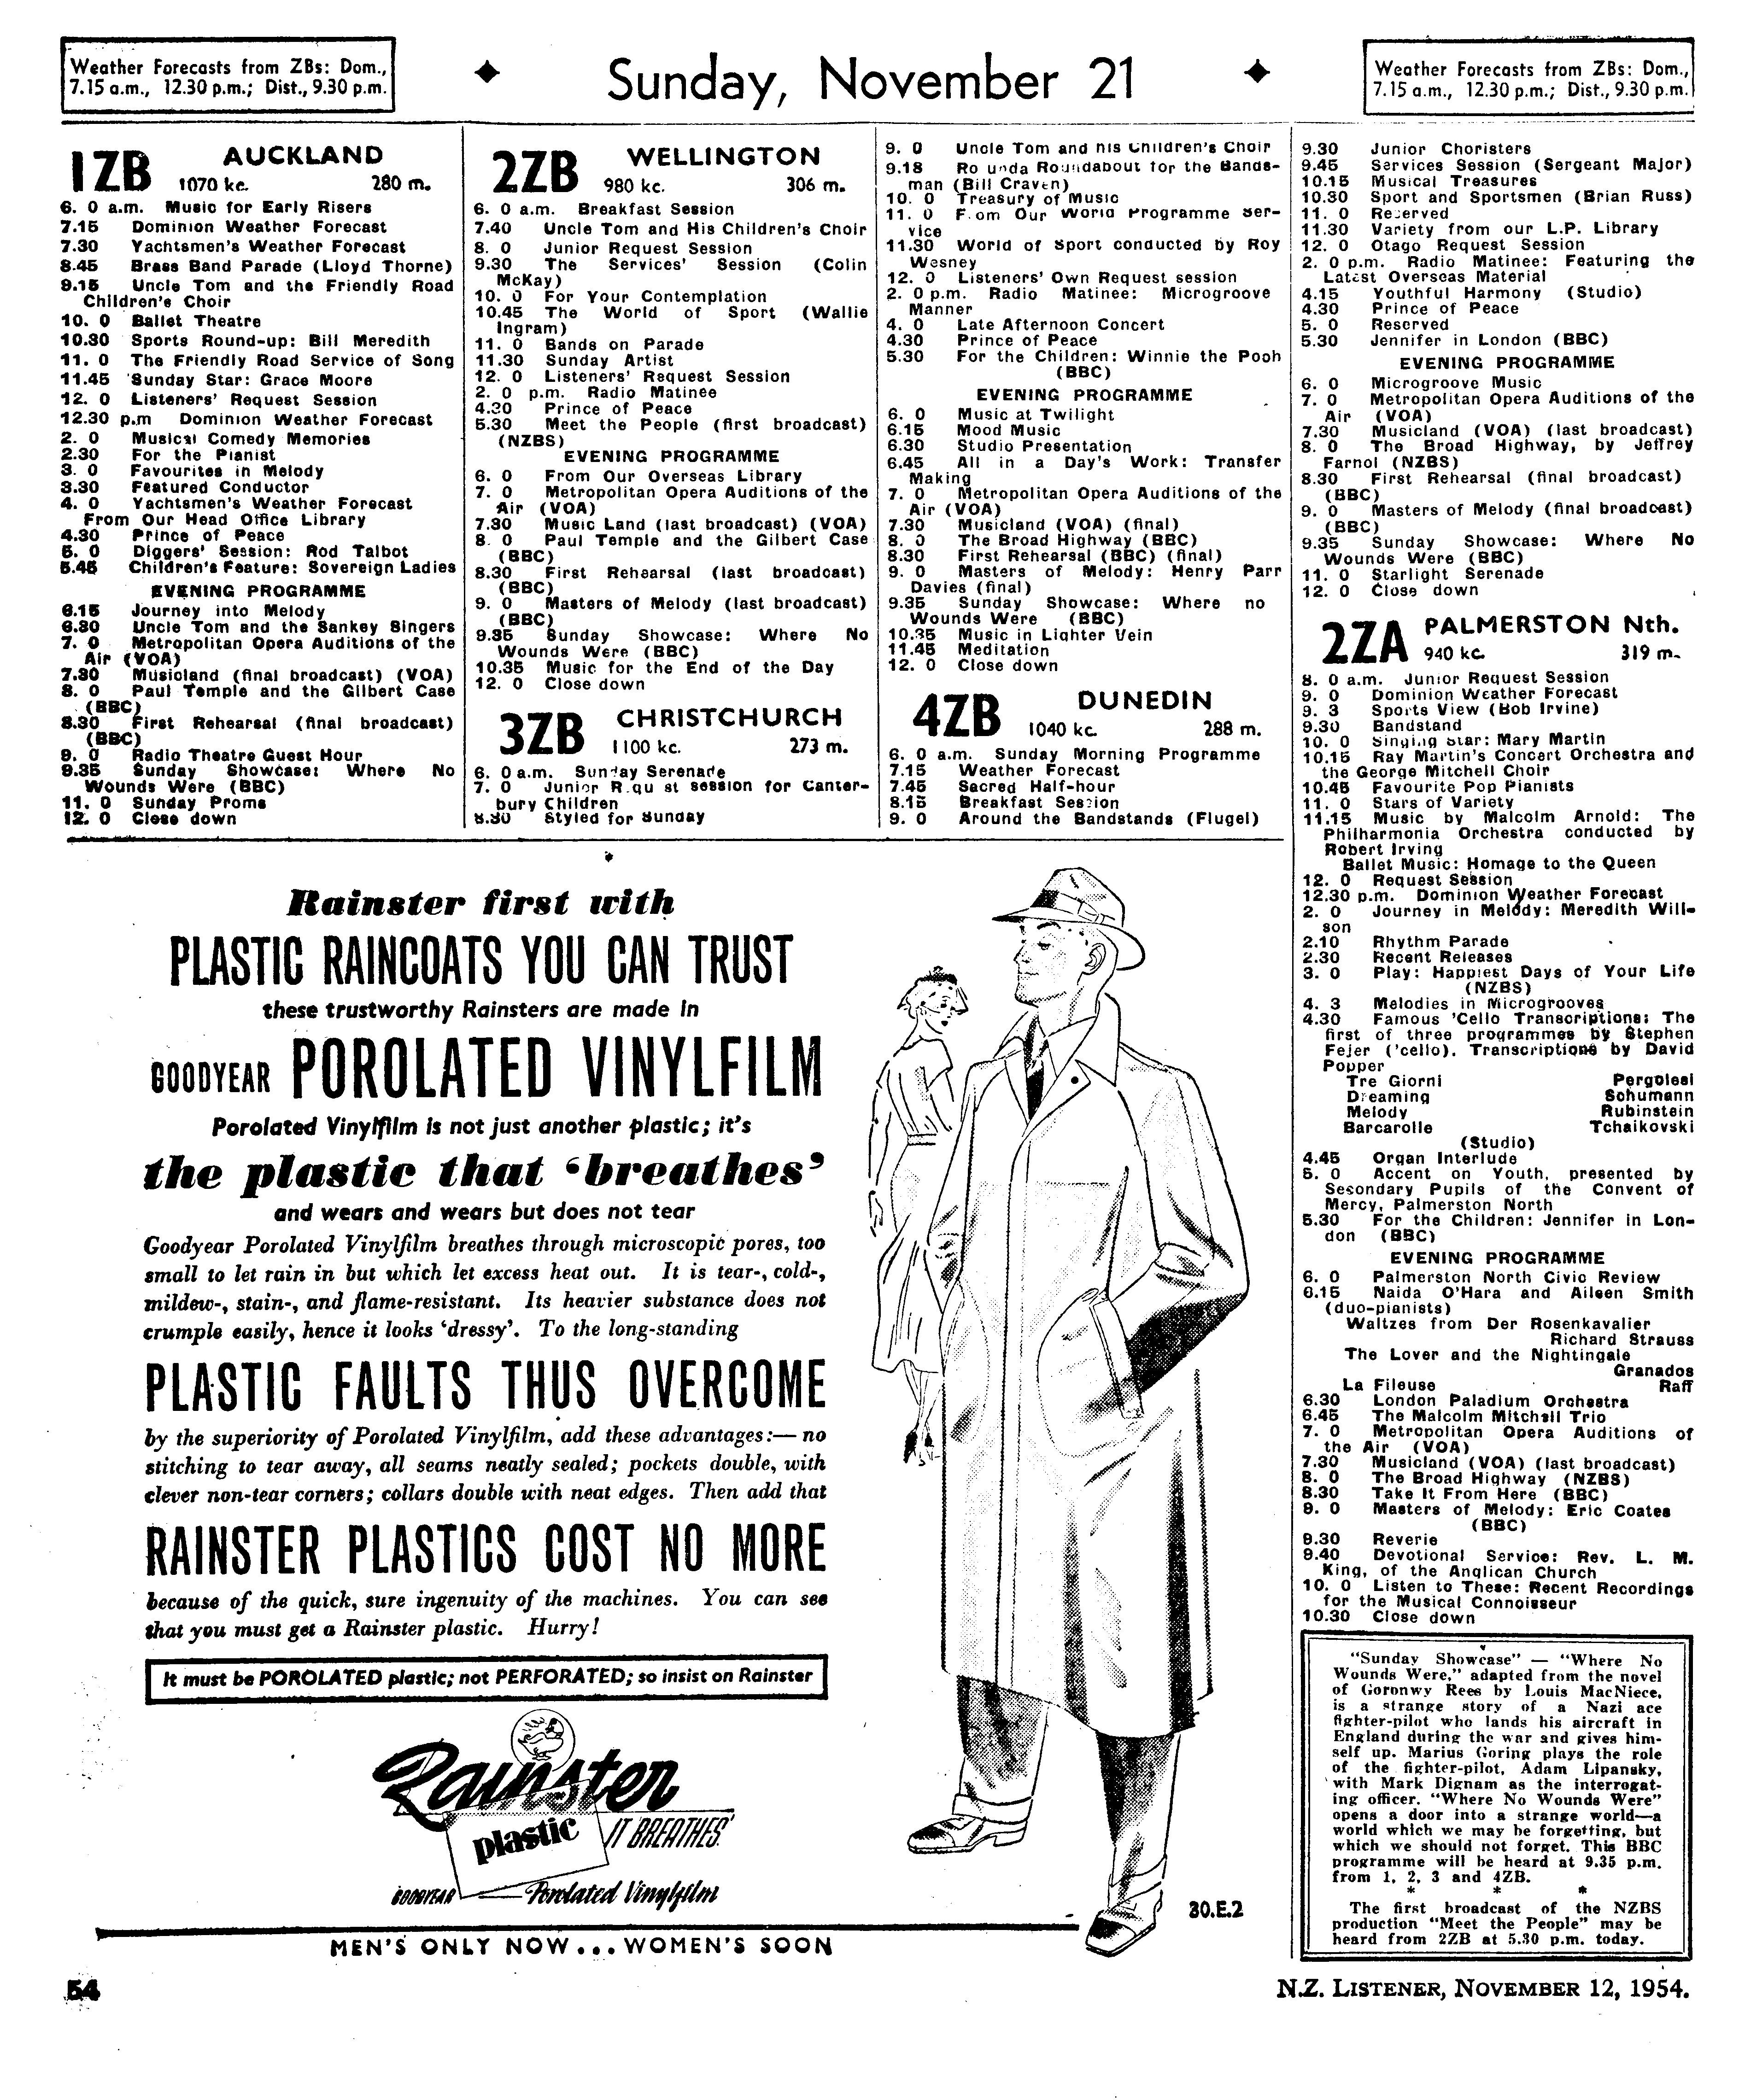 Weather Forecasts from ZBs: Dom.,
7.15 a.m., 12.30 p.m.; Dist., 9.30 p.m.
Sunday, November 21
Weather Forecasts from ZBs: Dom.,
7.15 a.m., 12.30 p.m.; Dist., 9.30 p.m.
1ZB AUCKLAND
1070 kc. 280 m.
6. 0 a.m. Music for Early Risers
7.15 Dominion Weather Forecast
7.30 Yachtsmen's Weather Forecast
8.45 Brass Band Parade (Lloyd Thorne)
9.15 Uncle Tom and the Friendly Road
Children's Choir
10. 0 Ballet Theatre
10.30 Sports Round-up: Bill Meredith
11. 0 The Friendly Road Service of Song
11.45 Sunday Star: Grace Moore
12. 0 Listeners' Request Session
12.30 p.m Dominion Weather Forecast
2. 0 Musical Comedy Memories
2.30 For the Pianist
3. 0 Favourites in Melody
3.30 Featured Conductor
4. 0 Yachtsmen's Weather Forecast
From Our Head Office Library
4.30 Prince of Peace
5. 0 Diggers' Session: Rod Talbot
5.45 Children's Feature: Sovereign Ladies
EVENING PROGRAMME
6.15 Journey into Melody
6.30 Uncle Tom and the Sankey Singers
7. 0 Metropolitan Opera Auditions of the
Air (VOA)
7.30 Musicland (final broadcast) (VOA)
8. 0 Paul Temple and the Gilbert Case
(BBC)
8.30 First Rehearsal (final broadcast)
(BBC)
9. 0 Radio Theatre Guest Hour
9.35 Sunday Showcase: Where No
Wounds Were (BBC)
11. 0 Sunday Proms
12. 0 Close down
2ZB WELLINGTON
980 kc. 306 m.
6. 0 a.m. Breakfast Session
7.40 Uncle Tom and His Children's Choir
8. 0 Junior Request Session
9.30 The Services' Session (Colin
McKay)
10. 0 For Your Contemplation
10.45 The World of Sport (Wallie
Ingram)
11. 0 Bands on Parade
11.30 Sunday Artist
12. 0 Listeners' Request Session
2. 0 p.m. Radio Matinee
4.30 Prince of Peace
5.30 Meet the People (first broadcast)
(NZBS)
EVENING PROGRAMME
6. 0 From Our Overseas Library
7. 0 Metropolitan Opera Auditions of the
Air (VOA)
7.30 Music Land (last broadcast) (VOA)
8. 0 Paul Temple and the Gilbert Case
(BBC)
8.30 First Rehearsal (last broadcast)
(BBC)
9. 0 Masters of Melody (last broadcast)
(BBC)
9.35 Sunday Showcase: Where No
Wounds Were (BBC)
10.35 Music for the End of the Day
12. 0 Close down
3ZB CHRISTCHURCH
1100 kc. 273 m.
6. 0 a.m. Sunday Serenade
7. 0 Junior R.qu st session for Canter-
bury Children
8.30 Styled for Sunday
9. 0 Uncle Tom and his Children's Choir
9.18 Ro unda Roundabout for the Bands-
man (Bill Craven)
10. 0 Treasury of Music
11. 0 F.om Our World Programme Ser-
vice
11.30 World of Sport conducted by Roy
Wesney
12. 0 Listeners' Own Request session
2. 0 p.m. Radio Matinee: Microgroove
Manner
4. 0 Late Afternoon Concert
4.30 Prince of Peace
5.30 For the Children: Winnie the Pooh
(BBC)
EVENING PROGRAMME
6. 0 Music at Twilight
6.15 Mood Music
6.30 Studio Presentation
6.45 All in a Day's Work: Transfer
Making
7. 0 Metropolitan Opera Auditions of the
Air (VOA)
7.30 Musicland (VOA) (final)
8. 0 The Broad Highway (BBC)
8.30 First Rehearsal (BBC) (final)
9. 0 Masters of Melody: Henry Parr
Davies (final)
9.35 Sunday Showcase: Where no
Wounds Were (BBC)
10.35 Music in Lighter Vein
11.45 Meditation
12. 0 Close down
4ZB DUNEDIN
1040 kc. 288 m.
6. 0 a.m. Sunday Morning Programme
7.15 Weather Forecast
7.45 Sacred Half-hour
8.15 Breakfast Session
9. 0 Around the Bandstands (Flugel)
9.30 Junior Choristers
9.45 Services Session (Sergeant Major)
10.15 Musical Treasures
10.30 Sport and Sportsmen (Brian Russ)
11. 0 Reserved
11.30 Variety from our L.P. Library
12. 0 Otago Request Session
2. 0 p.m. Radio Matinee: Featuring the
Latest Overseas Material
4.15 Youthful Harmony (Studio)
4.30 Prince of Peace
5. 0 Reserved
5.30 Jennifer in London (BBC)
EVENING PROGRAMME
6. 0 Microgroove Music
7. 0 Metropolitan Opera Auditions of the
Air (VOA)
7.30 Musicland (VOA) (last broadcast)
8. 0 The Broad Highway, by Jeffrey
Farnol (NZBS)
8.30 First Rehearsal (final broadcast)
(BBC)
9. 0 Masters of Melody (final broadcast)
(BBC)
9.35 Sunday Showcase: Where No
Wounds Were (BBC)
11. 0 Starlight Serenade
12. 0 Close down
2ZA PALMERSTON Nth.
940 kc. 319 m.
8. 0 a.m. Junior Request Session
9. 0 Dominion Weather Forecast
9. 3 Sports View (Bob Irvine)
9.30 Bandstand
10. 0 Singing Star: Mary Martin
10.15 Ray Martin's Concert Orchestra and
the George Mitchell Choir
10.45 Favourite Pop Pianists
11. 0 Stars of Variety
11.15 Music by Malcolm Arnold: The
Philharmonia Orchestra conducted by
Robert Irving
Ballet Music: Homage to the Queen
12. 0 Request Session
12.30 p.m. Dominion Weather Forecast
2. 0 Journey in Melody: Meredith Will-
son
2.10 Rhythm Parade
2.30 Recent Releases
3. 0 Play: Happiest Days of Your Life
(NZBS)
4. 3 Melodies in Microgrooves
4.30 Famous 'Cello Transcriptions: The
first of three programmes by Stephen
Fejer ('cello). Transcriptions by David
Popper
Tre Giorni Pergolesi
Dreaming Schumann
Melody Rubinstein
Barcarolle Tchaikovski
(Studio)
4.45 Organ Interlude
5. 0 Accent on Youth, presented by
Secondary Pupils of the Convent of
Mercy, Palmerston North
5.30 For the Children: Jennifer in Lon-
don (BBC)
EVENING PROGRAMME
6. 0 Palmerston North Civic Review
6.15 Naida O'Hara and Aileen Smith
(duo-pianists)
Waltzes from Der Rosenkavalier
Richard Strauss
The Lover and the Nightingale
Granados
La Fileuse Raff
6.30 London Paladium Orchestra
6.45 The Malcolm Mitchell Trio
7. 0 Metropolitan Opera Auditions of
the Air (VOA)
7.30 Musicland (VOA) (last broadcast)
8. 0 The Broad Highway (NZBS)
8.30 Take It From Here (BBC)
9. 0 Masters of Melody: Eric Coates
(BBC)
9.30 Reverie
9.40 Devotional Service: Rev. L. M.
King, of the Anglican Church
10. 0 Listen to These: Recent Recordings
for the Musical Connoisseur
10.30 Close down
"Sunday Showcase" — "Where No
Wounds Were," adapted from the novel
of Goronwy Rees by Louis MacNiece,
is a strange story of a Nazi ace
fighter-pilot who lands his aircraft in
England during the war and gives him-
self up. Marius Goring plays the role
of the fighter-pilot, Adam Lipansky,
with Mark Dignam as the interrogat-
ing officer. "Where No Wounds Were"
opens a door into a strange world—a
world which we may be forgetting, but
which we should not forget. This BBC
programme will be heard at 9.35 p.m.
from 1, 2, 3 and 4ZB.
* * *
The first broadcast of the NZBS
production "Meet the People" may be
heard from 2ZB at 5.30 p.m. today.
Rainster first with
PLASTIC RAINCOATS YOU CAN TRUST
these trustworthy Rainsters are made in
GOODYEAR POROLATED VINYLFILM
Porolated Vinylfilm is not just another plastic; it's
the plastic that 'breathes'
and wears and wears but does not tear
Goodyear Porolated Vinylfilm breathes through microscopic pores, too
small to let rain in but which let excess heat out. It is tear-, cold-,
mildew-, stain-, and flame-resistant. Its heavier substance does not
crumple easily, hence it looks 'dressy'. To the long-standing
PLASTIC FAULTS THUS OVERCOME
by the superiority of Porolated Vinylfilm, add these advantages:— no
stitching to tear away, all seams neatly sealed; pockets double, with
clever non-tear corners; collars double with neat edges. Then add that
RAINSTER PLASTICS COST NO MORE
because of the quick, sure ingenuity of the machines. You can see
that you must get a Rainster plastic. Hurry!
It must be POROLATED plastic; not PERFORATED; so insist on Rainster
Rainster
plastic IT BREATHES'
GOODYEAR Porolated Vinylfilm
30.E.2
MEN'S ONLY NOW... WOMEN'S SOON
54
N.Z. LISTENER, NOVEMBER 12, 1954.